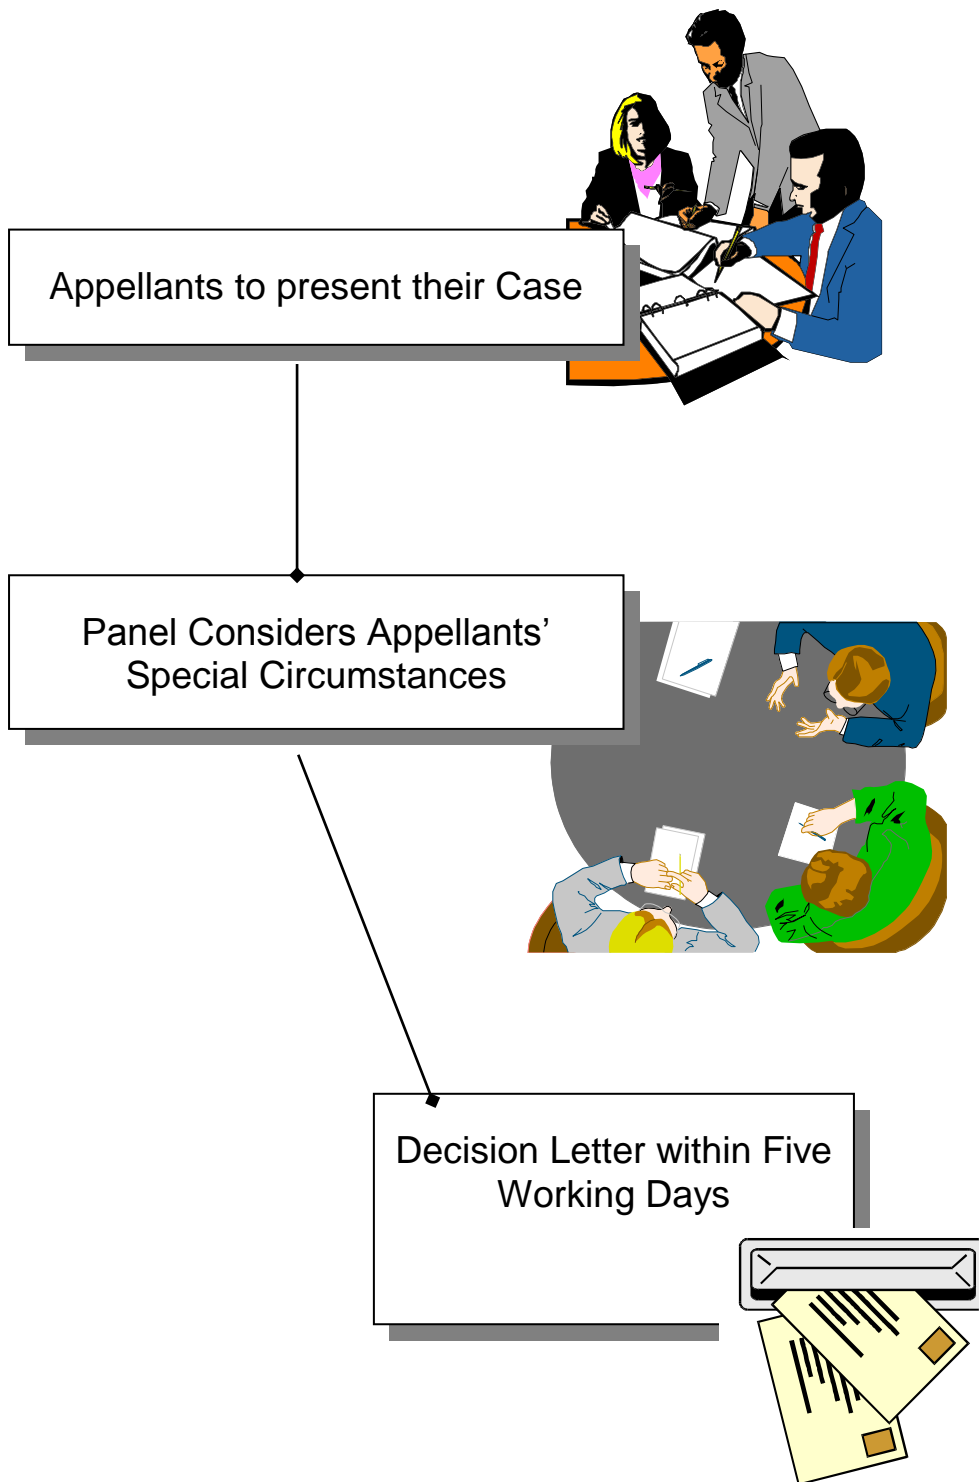 Appellants to present their Case
Panel Considers Appellants’
Special Circumstances
Decision Letter within Five
Working Days